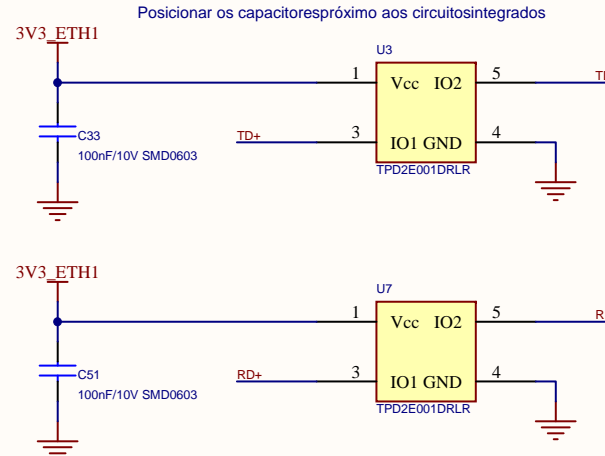 Posicionar os capacitorespróximo aos circuitosintegrados
3V3_ETH1
U3
1 Vcc IO2 5
C33
TD+ 3 IO1 GND 4
100nF/10V SMD0603
TPD2E001DRLR
3V3_ETH1
U7
1 Vcc IO2 5
C51
RD+ 3 IO1 GND 4
100nF/10V SMD0603
TPD2E001DRLR